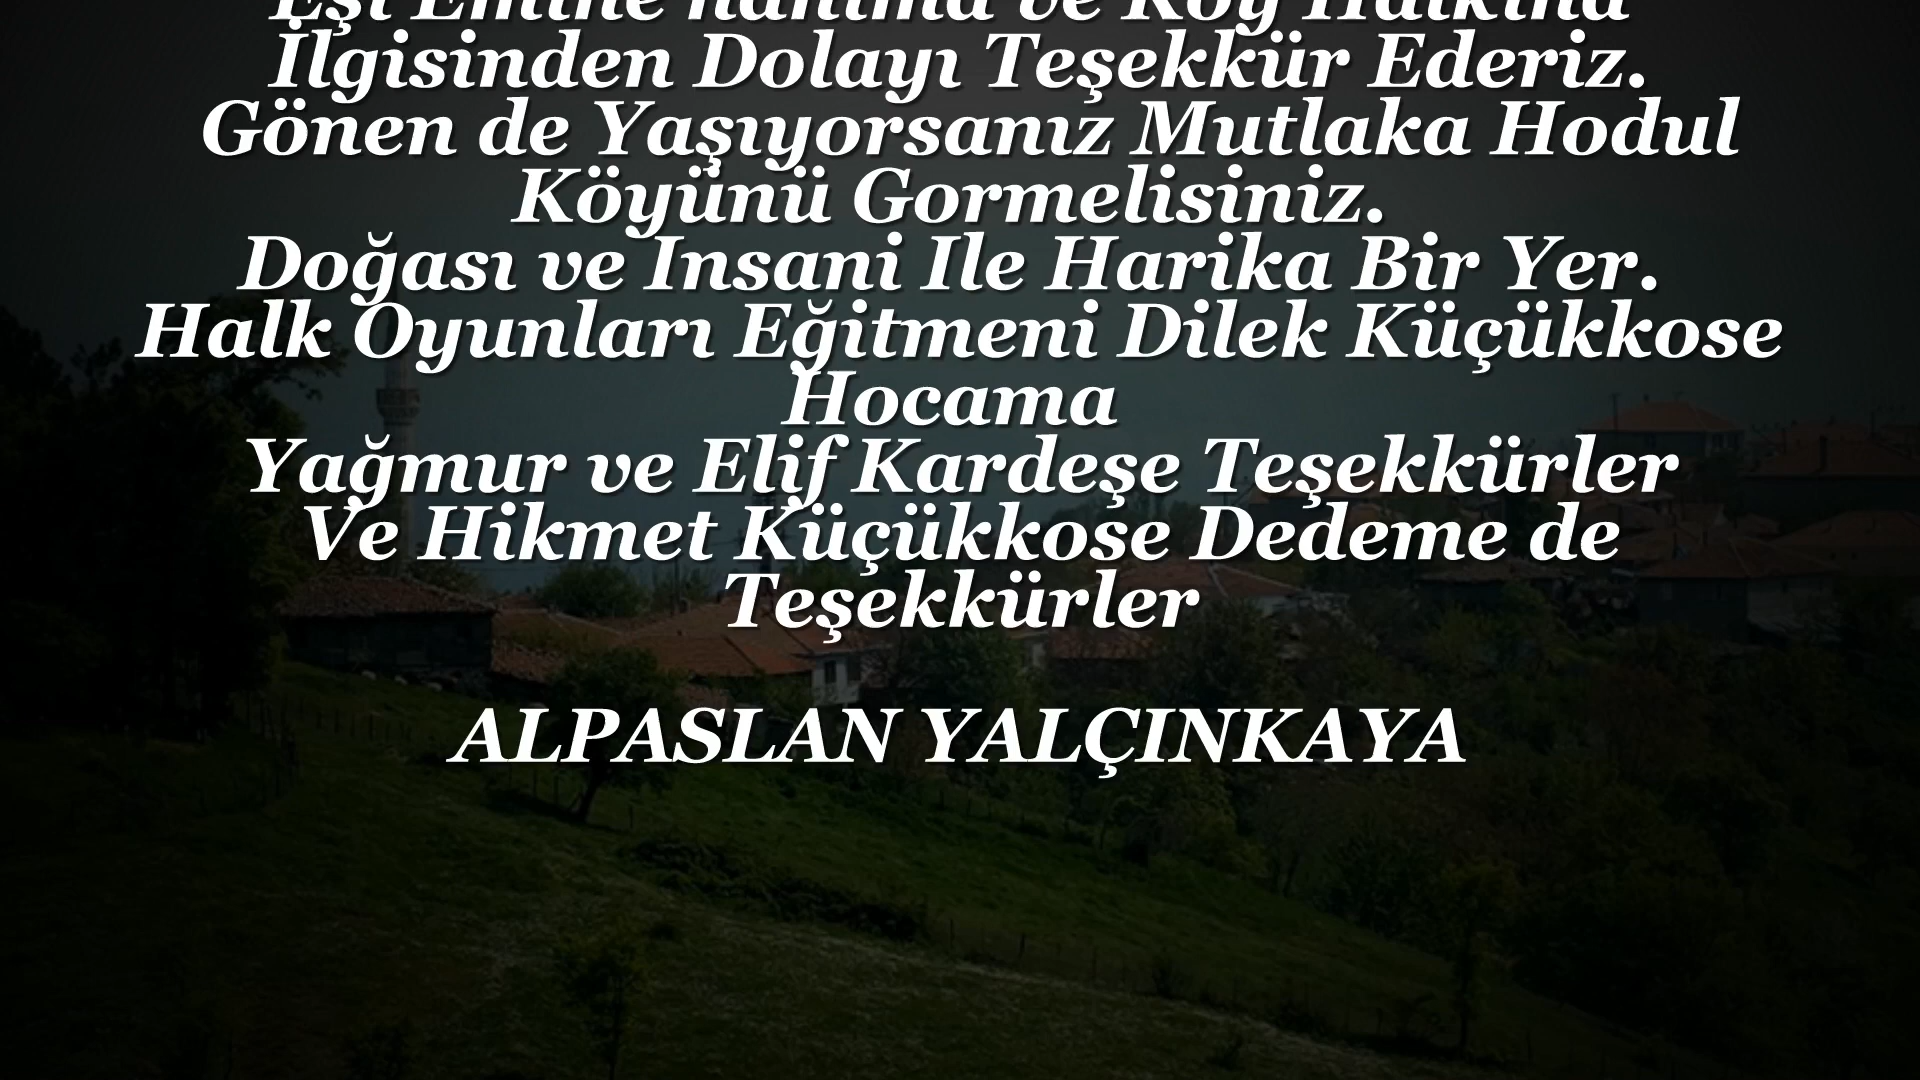 Eşi Emine hanıma ve Köy Halkına
İlgisinden Dolayı Teşekkür Ederiz.
Gönen de Yaşıyorsanız Mutlaka Hodul
Köyünü Gormelisiniz.
Doğası ve Insani Ile Harika Bir Yer.
Halk Oyunları Eğitmeni Dilek Küçükkose
Hocama
Yağmur ve Elif Kardeşe Teşekkürler
Ve Hikmet Küçükkose Dedeme de
Teşekkürler
ALPASLAN YALÇINKAYA